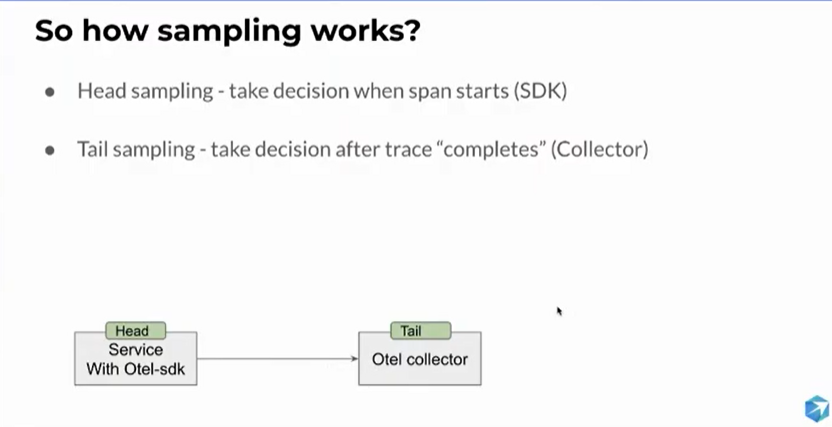 So how sampling works?
● Head sampling - take decision when span starts (SDK)
● Tail sampling - take decision after trace “completes” (Collector)
Head
Service
With Otel-sdk
Tail
Otel collector